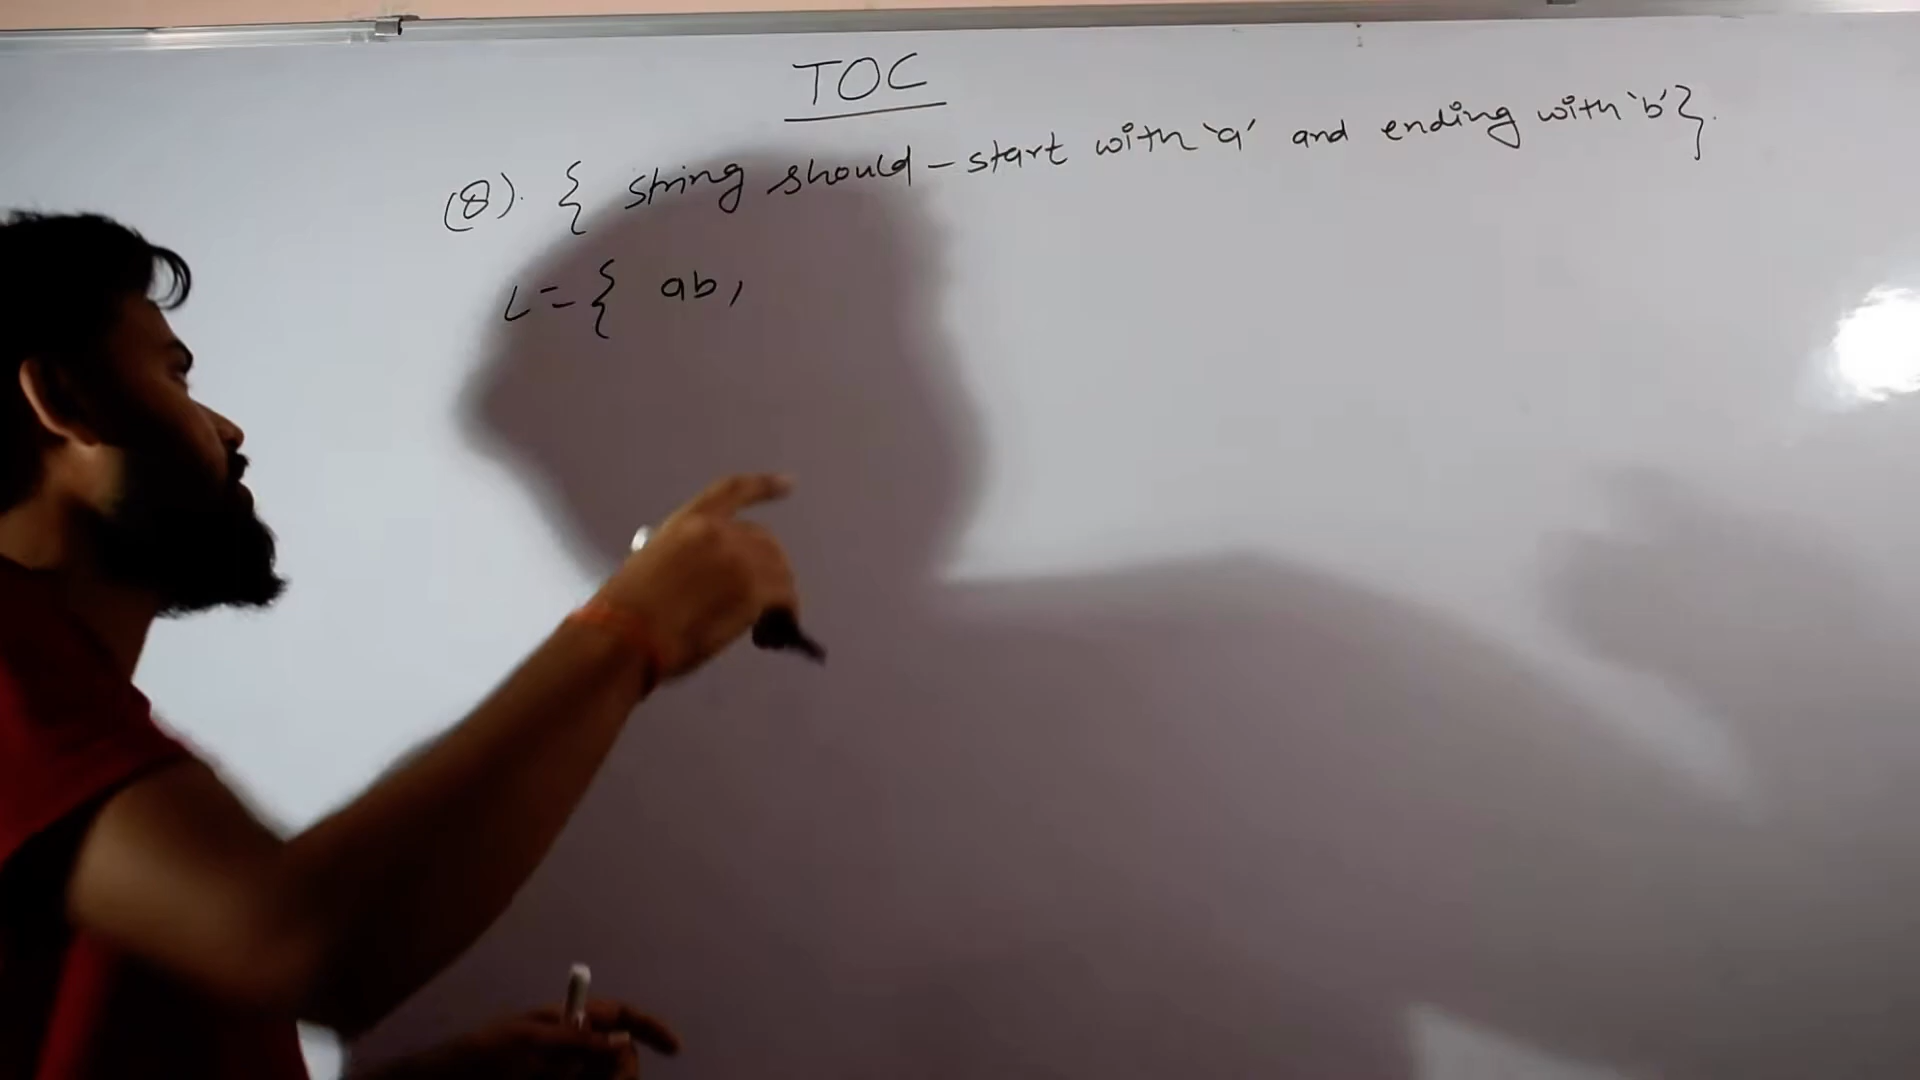 TOC
(8). { string should - start with 'a' and ending with 'b'}.
L = { ab,